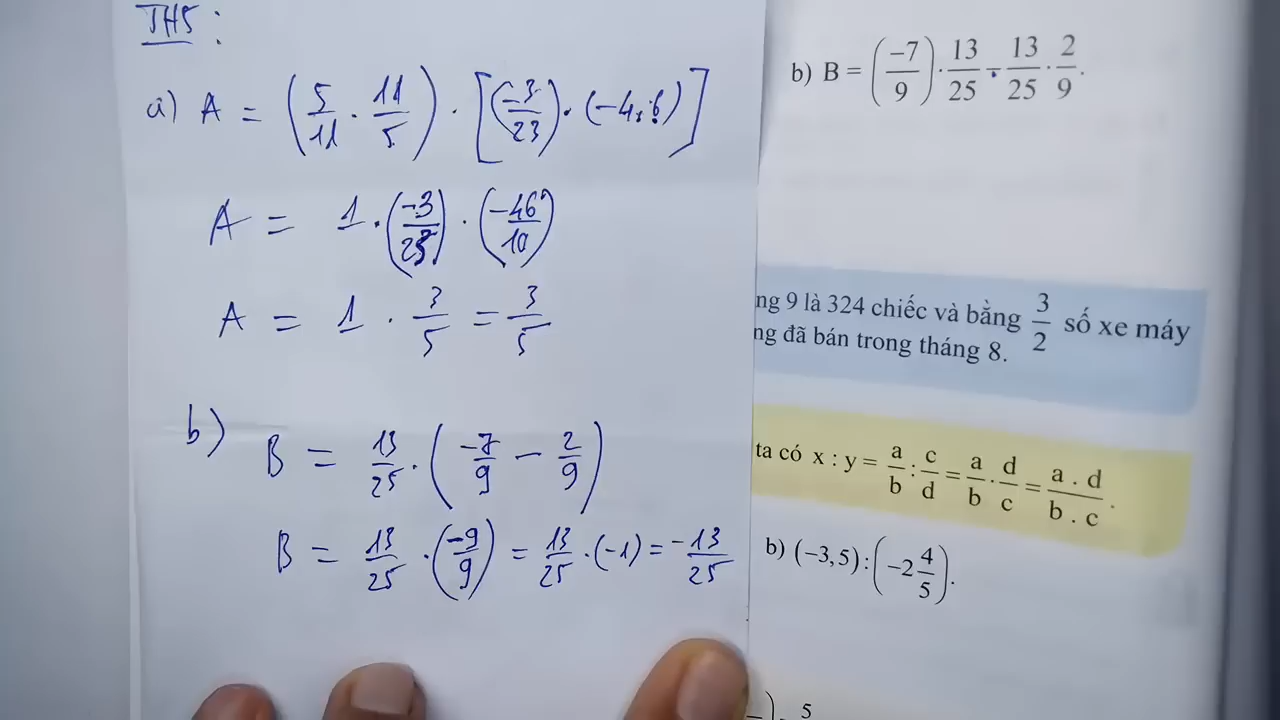 TH5 :
a) A = (5/11 . 11/5) . [(-3/23) . (-4,6)]
A = 1 . (-3/23) . (-46/10)
A = 1 . 3/5 = 3/5
b) B = 13/25 . (-7/9 - 2/9)
B = 13/25 . (-9/9) = 13/25 . (-1) = -13/25
b) B = (-7/9) . 13/25 - 13/25 . 2/9.
ng 9 là 324 chiếc và bằng 3/2 số xe máy
ng đã bán trong tháng 8.
ta có x : y = a/b : c/d = a/b . d/c = a . d/b . c .
b) (-3,5) : (-2 4/5).
) . 5